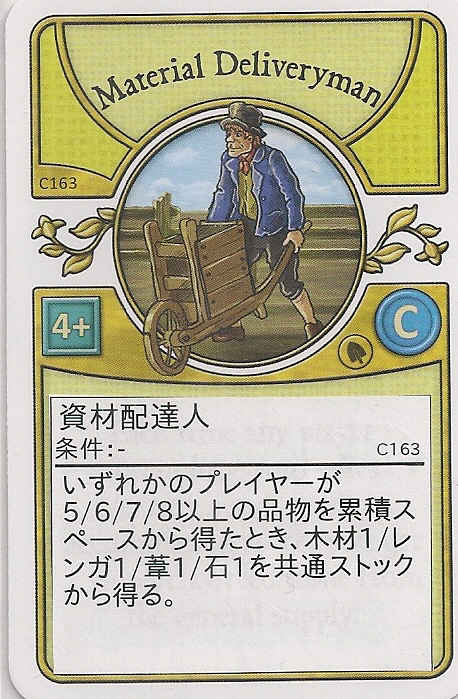 Material Deliveryman
C163
4+
C
資材配達人
条件:-
C163
いずれかのプレイヤーが
5/6/7/8以上の品物を累積ス
ペースから得たとき、木材1/レ
ンガ1/葦1/石1を共通ストック
から得る。
the general supply.